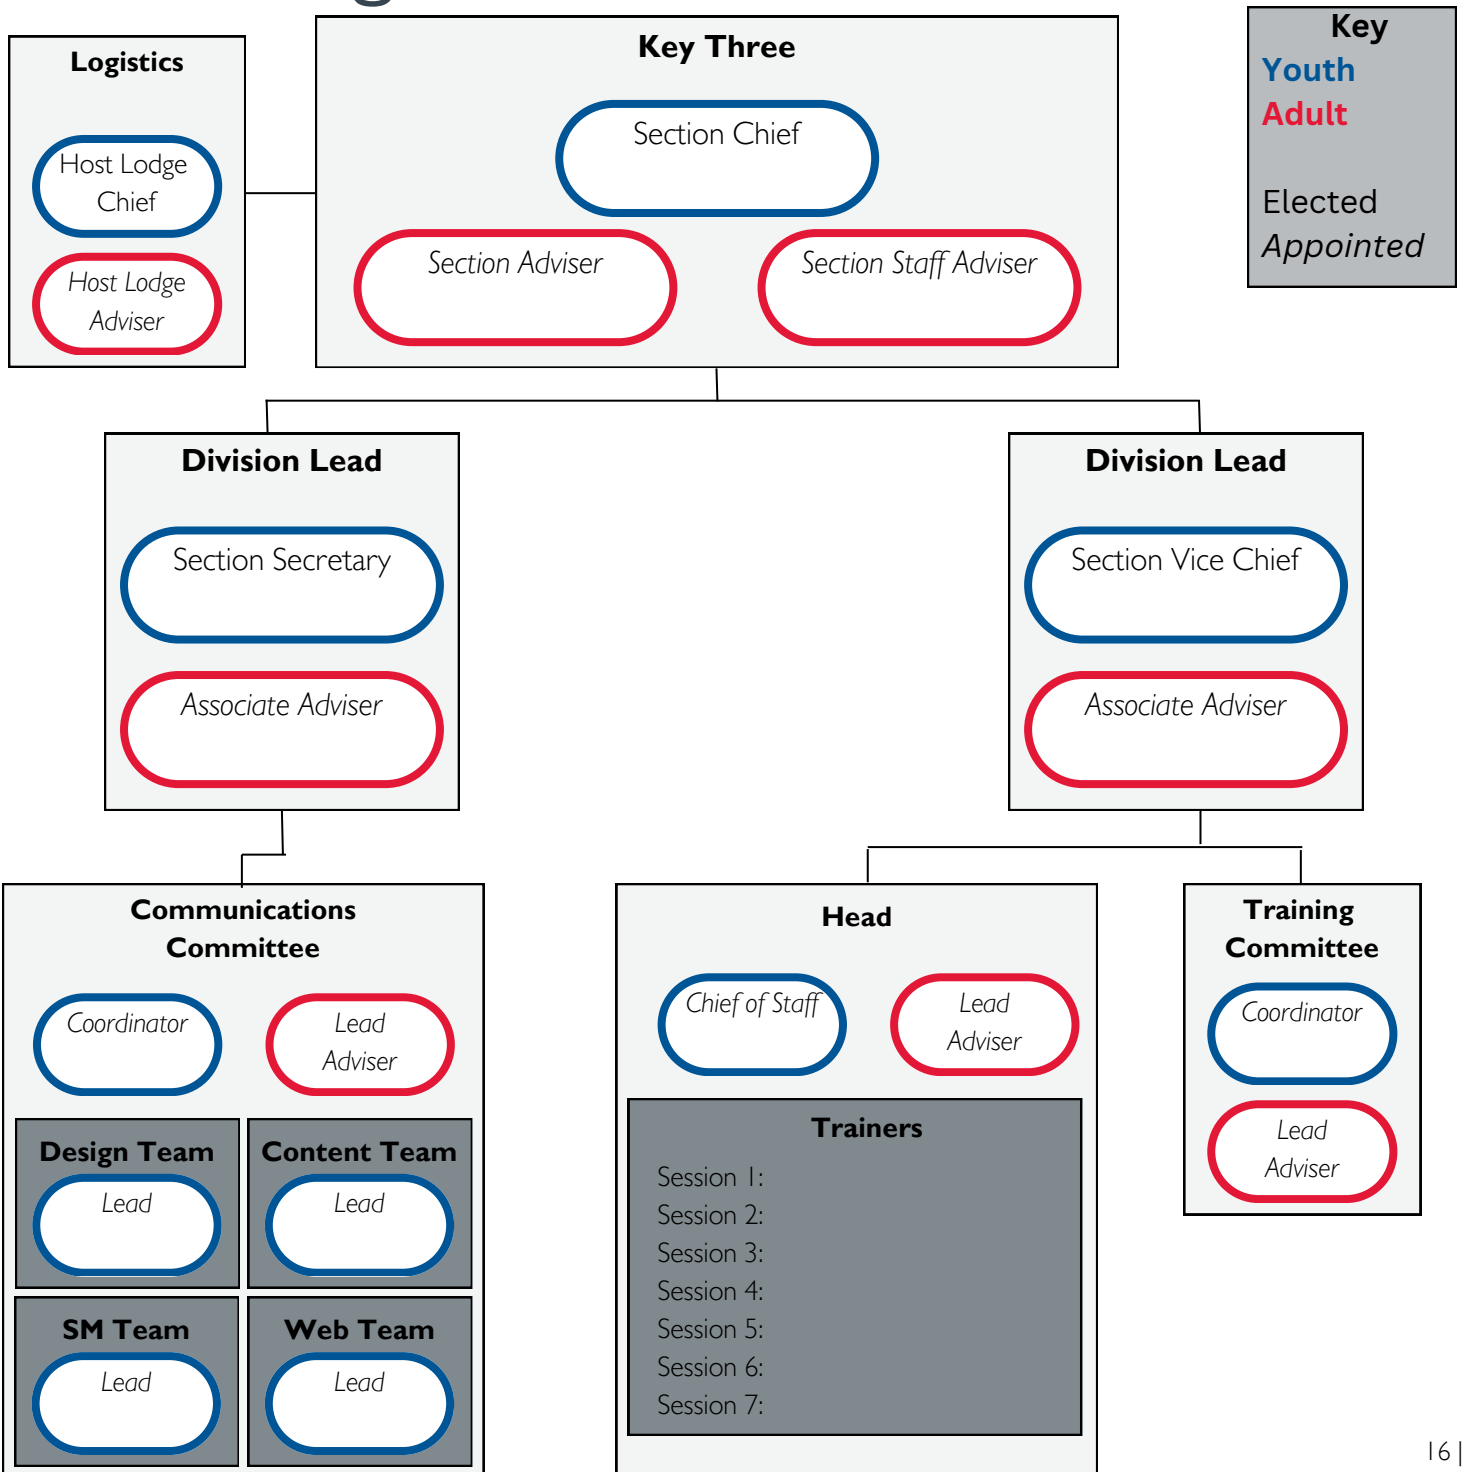 g
Logistics
Host Lodge
Chief
Host Lodge
Adviser
Key Three
Section Chief
Section Adviser
Section Staff Adviser
Key
Youth
Adult
Elected
Appointed
Division Lead
Section Secretary
Associate Adviser
Division Lead
Section Vice Chief
Associate Adviser
Communications
Committee
Coordinator
Lead
Adviser
Design Team
Lead
Content Team
Lead
SM Team
Lead
Web Team
Lead
Head
Chief of Staff
Lead
Adviser
Trainers
Session 1:
Session 2:
Session 3:
Session 4:
Session 5:
Session 6:
Session 7:
Training
Committee
Coordinator
Lead
Adviser
16 |